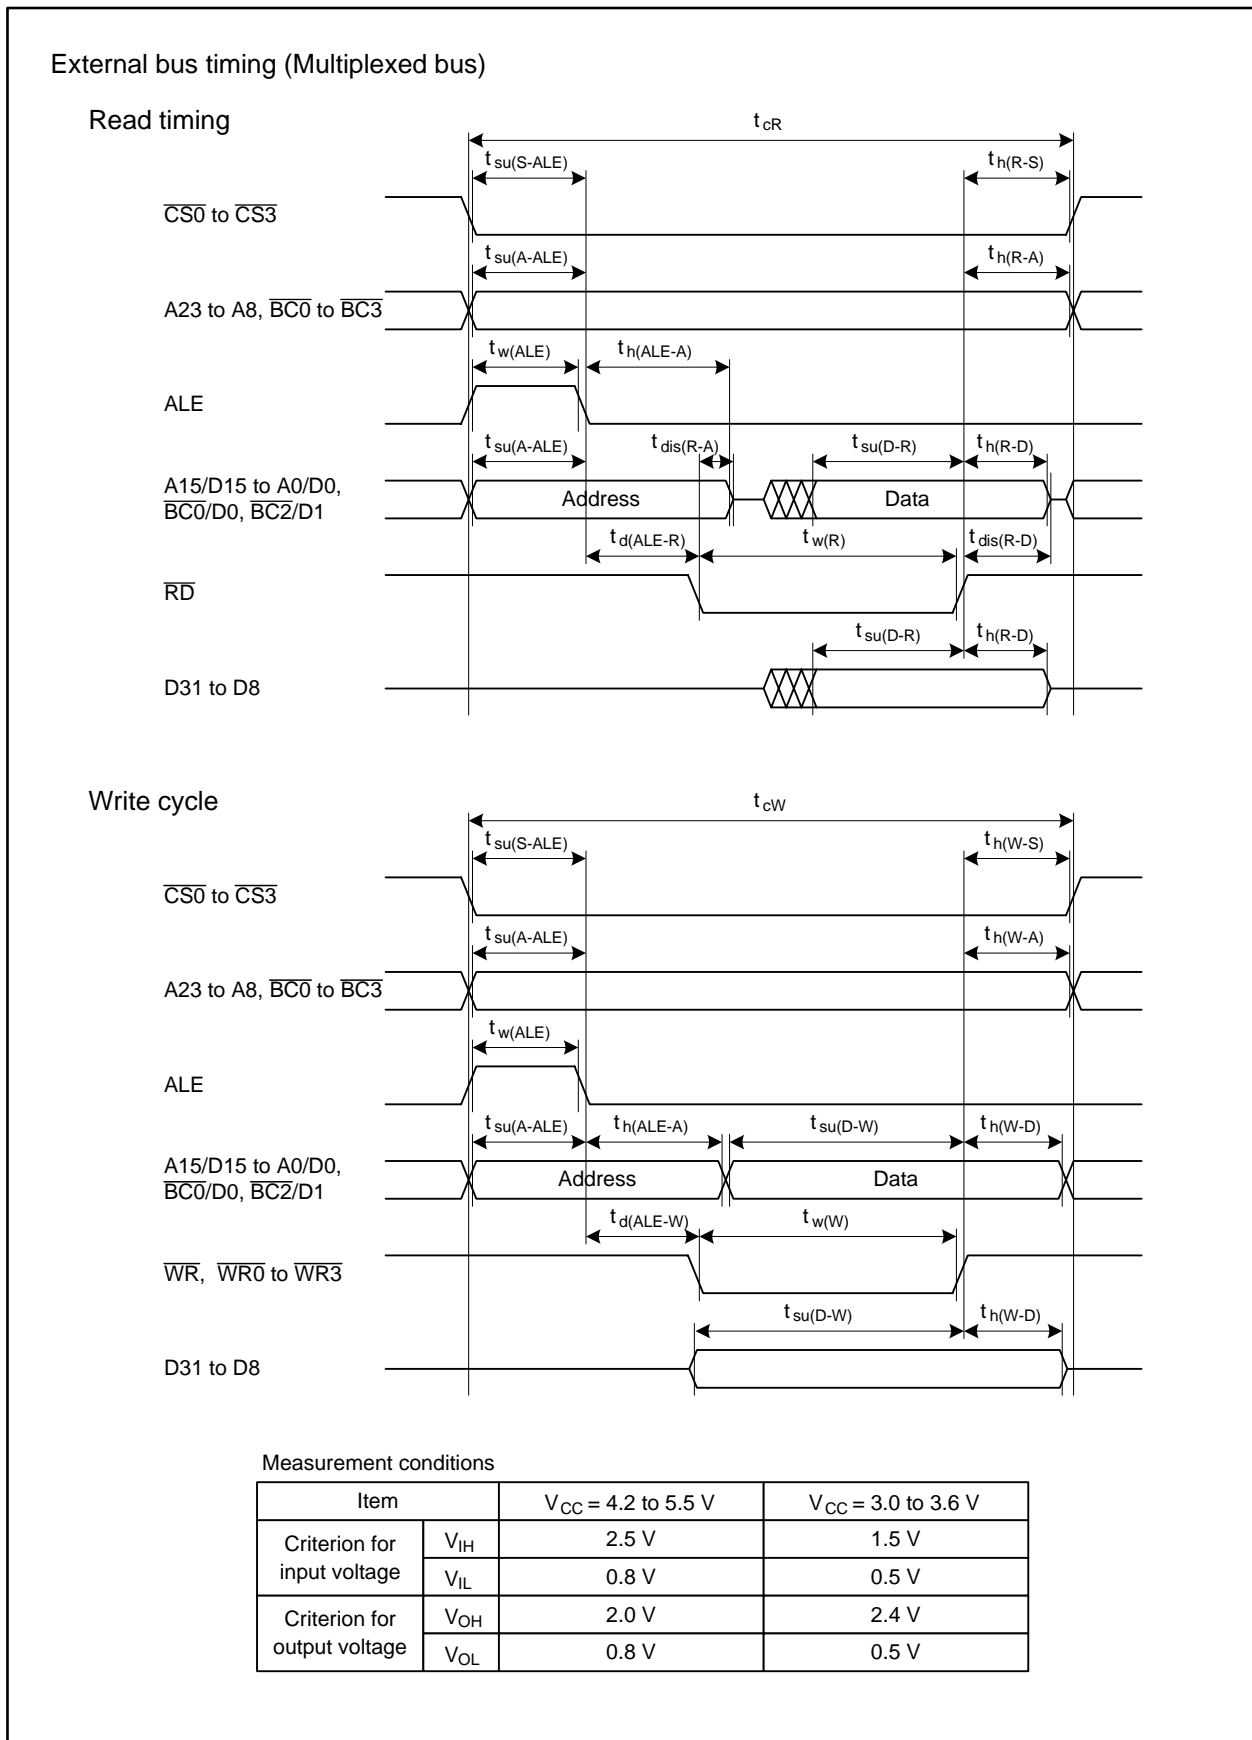 External bus timing (Multiplexed bus)
Read timing
tcR
tsu(S-ALE) th(R-S)
CS0 to CS3
tsu(A-ALE) th(R-A)
A23 to A8, BC0 to BC3
tw(ALE) th(ALE-A)
ALE
tsu(A-ALE) tdis(R-A) tsu(D-R) th(R-D)
A15/D15 to A0/D0,
BC0/D0, BC2/D1
Address Data
td(ALE-R) tw(R) tdis(R-D)
RD
tsu(D-R) th(R-D)
D31 to D8
Write cycle
tcW
tsu(S-ALE) th(W-S)
CS0 to CS3
tsu(A-ALE) th(W-A)
A23 to A8, BC0 to BC3
tw(ALE)
ALE
tsu(A-ALE) th(ALE-A) tsu(D-W) th(W-D)
A15/D15 to A0/D0,
BC0/D0, BC2/D1
Address Data
td(ALE-W) tw(W)
WR, WR0 to WR3
tsu(D-W) th(W-D)
D31 to D8
Measurement conditions
Item VCC = 4.2 to 5.5 V VCC = 3.0 to 3.6 V
Criterion for input voltage VIH 2.5 V 1.5 V
VIL 0.8 V 0.5 V
Criterion for output voltage VOH 2.0 V 2.4 V
VOL 0.8 V 0.5 V